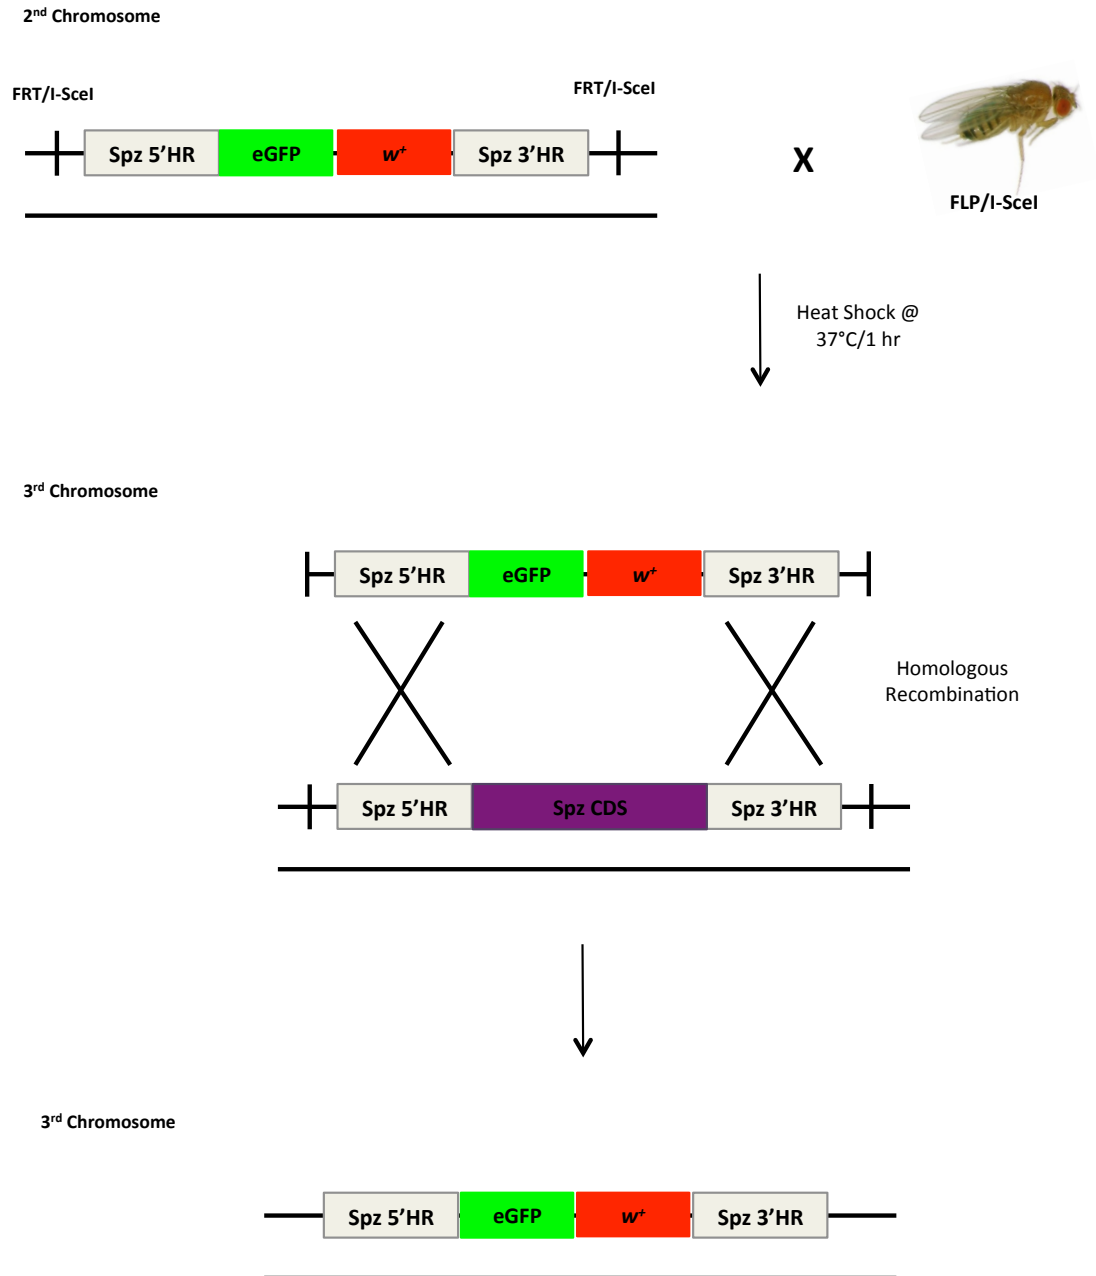 2nd Chromosome
FRT/I-SceI
FRT/I-SceI
Spz 5’HR
eGFP
w+
Spz 3’HR
X
FLP/I-SceI
Heat Shock @
37°C/1 hr
3rd Chromosome
Spz 5’HR
eGFP
w+
Spz 3’HR
Homologous
Recombination
Spz 5’HR
Spz CDS
Spz 3’HR
3rd Chromosome
Spz 5’HR
eGFP
w+
Spz 3’HR